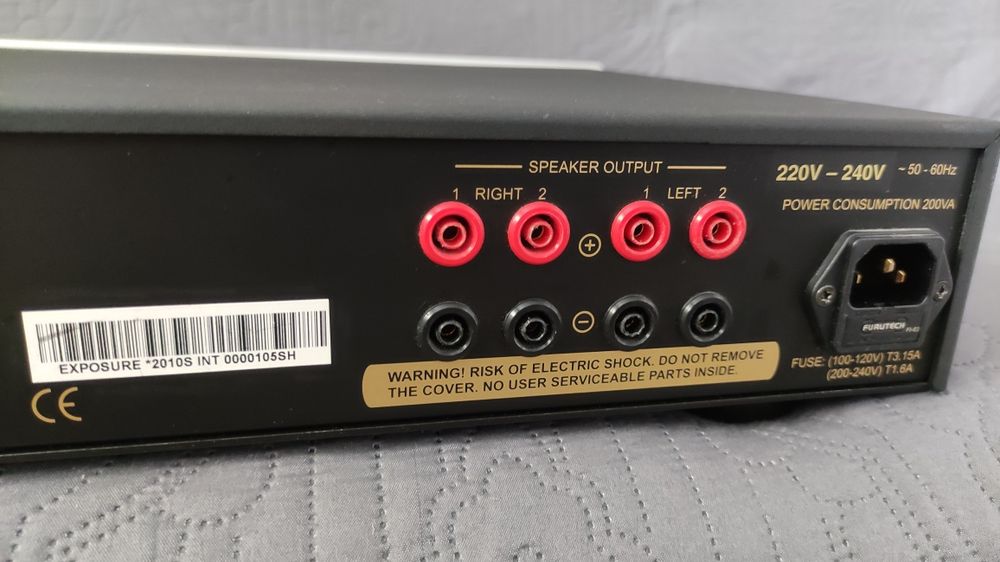 SPEAKER OUTPUT
1 RIGHT 2
1 LEFT 2
+
−
220V – 240V ~ 50 - 60Hz
POWER CONSUMPTION 200VA
FURUTECH
FUSE: (100-120V) T3.15A
(200-240V) T1.6A
EXPOSURE *2010S INT 0000105SH
CE
WARNING! RISK OF ELECTRIC SHOCK. DO NOT REMOVE
THE COVER. NO USER SERVICEABLE PARTS INSIDE.